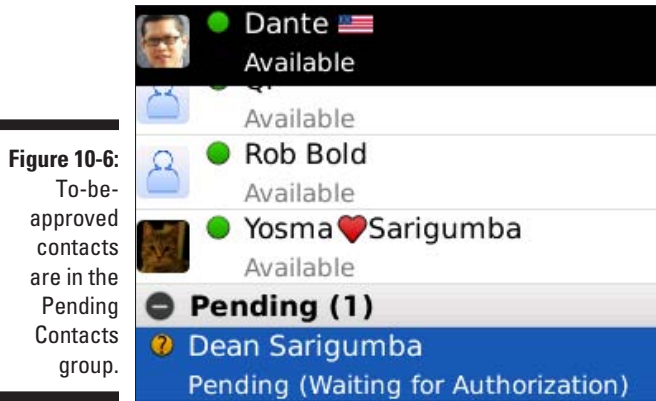 Figure 10-6:
To-be-
approved
contacts
are in the
Pending
Contacts
group.
Dante
Available
Available
Rob Bold
Available
Yosma❤Sarigumba
Available
Pending (1)
Dean Sarigumba
Pending (Waiting for Authorization)